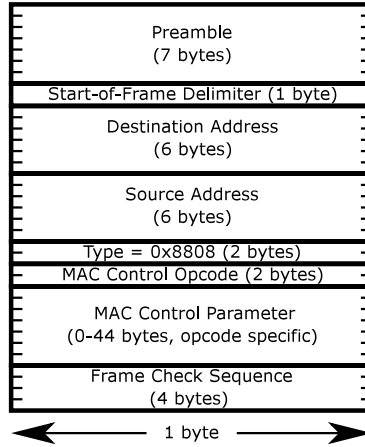 Preamble
(7 bytes)
Start-of-Frame Delimiter (1 byte)
Destination Address
(6 bytes)
Source Address
(6 bytes)
Type = 0x8808 (2 bytes)
MAC Control Opcode (2 bytes)
MAC Control Parameter
(0-44 bytes, opcode specific)
Frame Check Sequence
(4 bytes)
1 byte